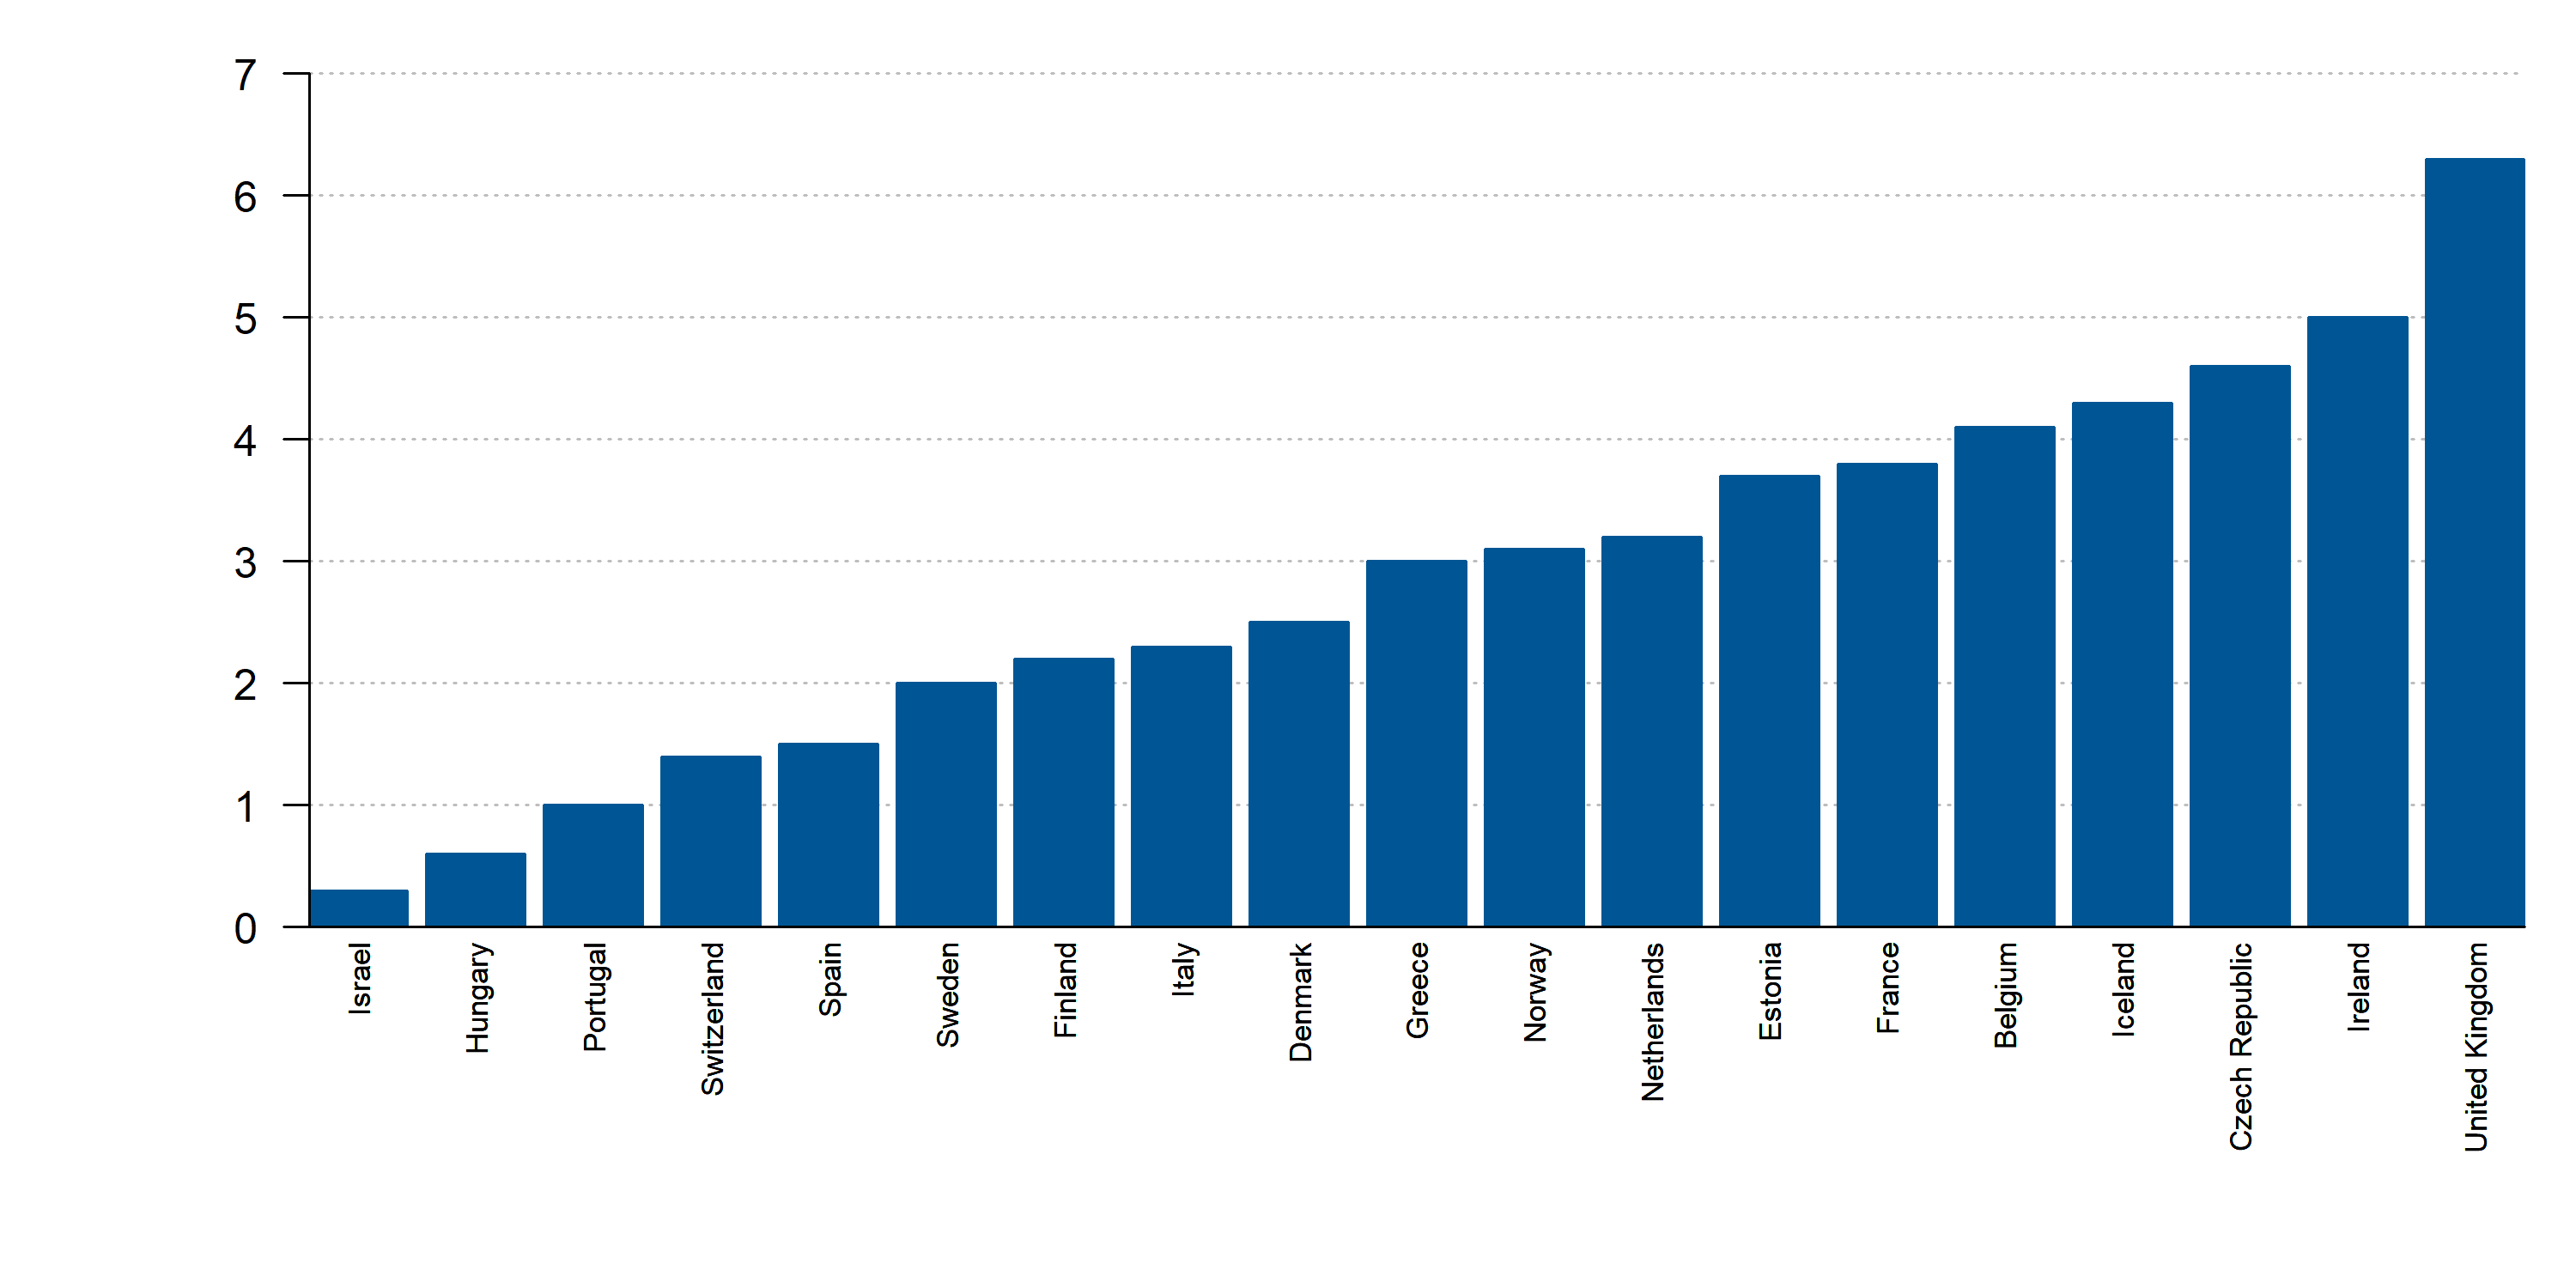 7
6
5
4
3
2
1
0
Israel
Hungary
Portugal
Switzerland
Spain
Sweden
Finland
Italy
Denmark
Greece
Norway
Netherlands
Estonia
France
Belgium
Iceland
Czech Republic
Ireland
United Kingdom